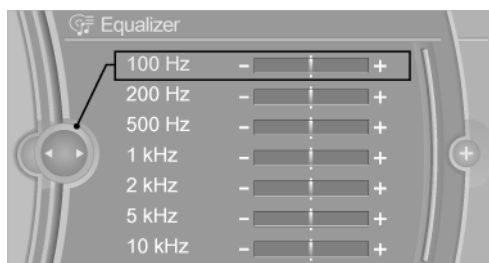 Equalizer
100 Hz - +
200 Hz - +
500 Hz - +
1 kHz - +
2 kHz - +
5 kHz - +
10 kHz - +
+